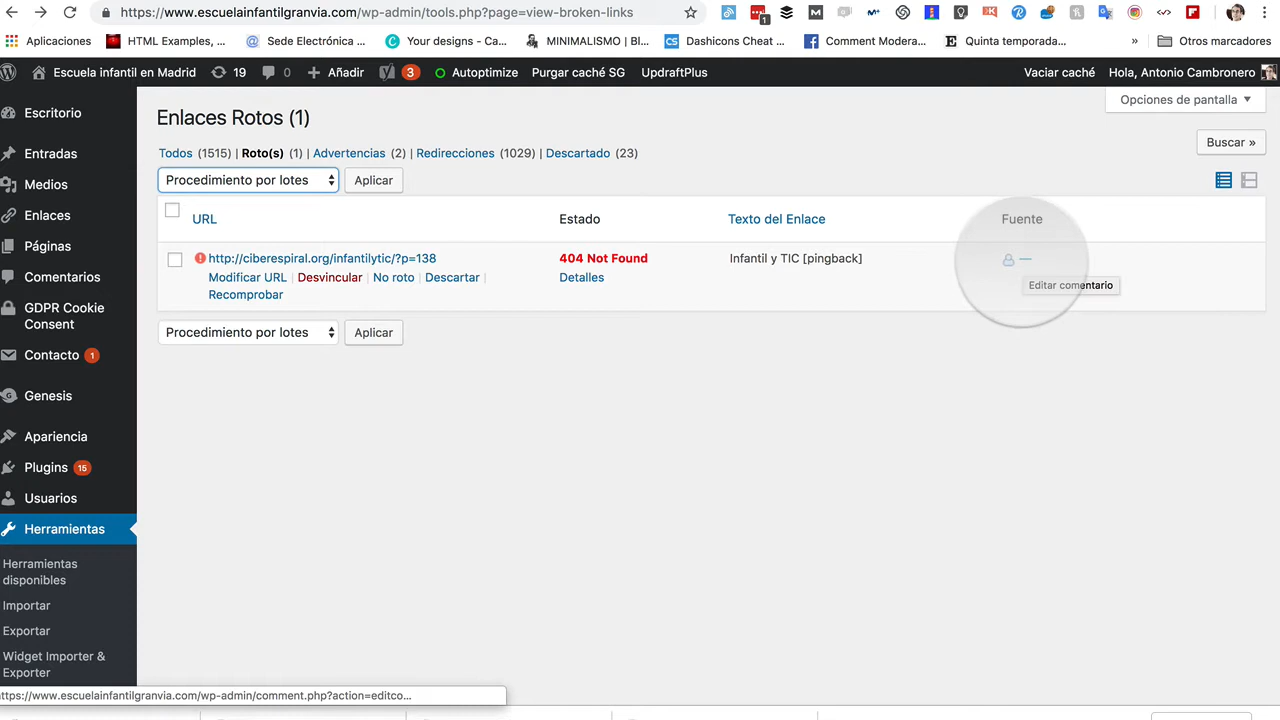 https://www.escuelainfantilgranvia.com/wp-admin/tools.php?page=view-broken-links
Aplicaciones HTML Examples, ... Sede Electrónica ... Your designs - Ca... MINIMALISMO | Bl... Dashicons Cheat ... Comment Modera... Quinta temporada... » Otros marcadores
Escuela infantil en Madrid 19 0 + Añadir 3 Autoptimize Purgar caché SG UpdraftPlus Vaciar caché Hola, Antonio Cambronero
Escritorio
Entradas
Medios
Enlaces
Páginas
Comentarios
GDPR Cookie
Consent
Contacto 1
Genesis
Apariencia
Plugins 15
Usuarios
Herramientas
Herramientas
disponibles
Importar
Exportar
Widget Importer &
Exporter
Opciones de pantalla ▼
Enlaces Rotos (1)
Todos (1515) | Roto(s) (1) | Advertencias (2) | Redirecciones (1029) | Descartado (23)
Buscar »
Procedimiento por lotes Aplicar
URL Estado Texto del Enlace Fuente
http://ciberespiral.org/infantilytic/?p=138 404 Not Found Infantil y TIC [pingback] —
Modificar URL | Desvincular | No roto | Descartar | Detalles
Recomprobar
Editar comentario
Procedimiento por lotes Aplicar
ttps://www.escuelainfantilgranvia.com/wp-admin/comment.php?action=editco...